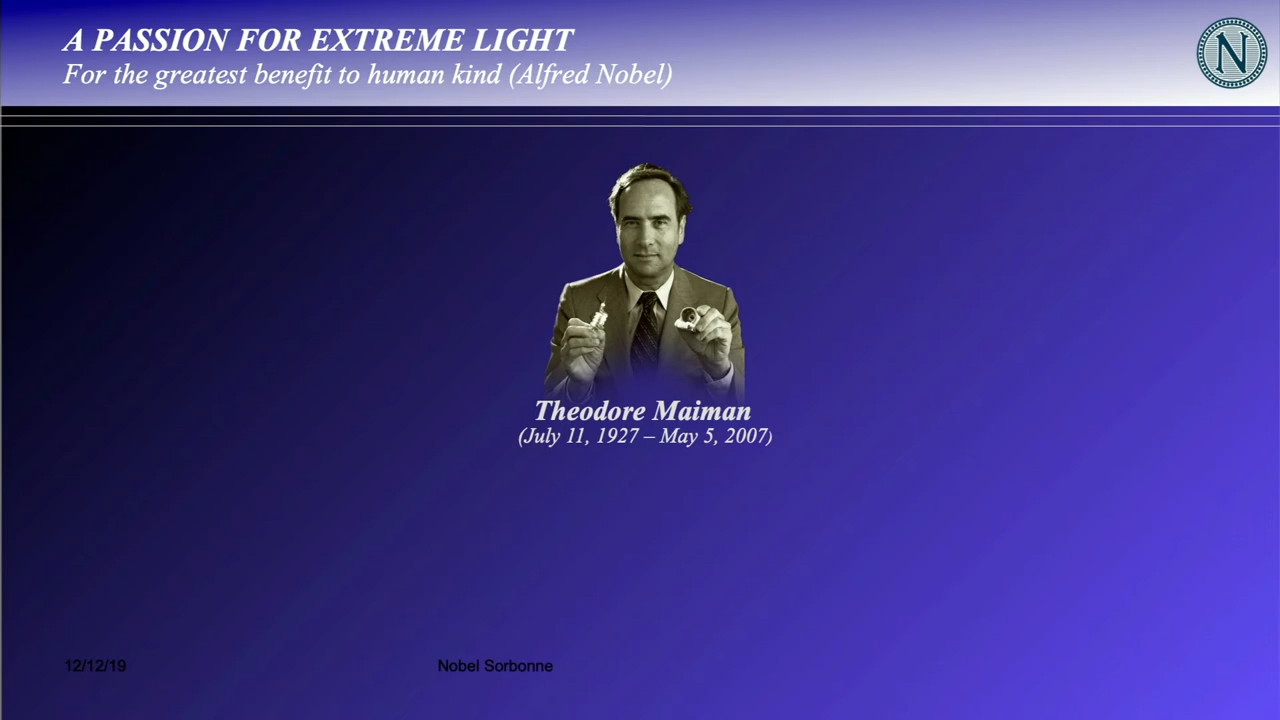 A PASSION FOR EXTREME LIGHT
For the greatest benefit to human kind (Alfred Nobel)
N
Theodore Maiman
(July 11, 1927 – May 5, 2007)
12/12/19
Nobel Sorbonne